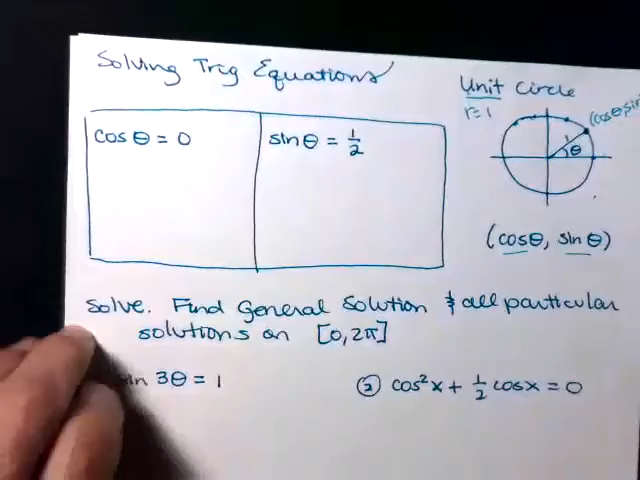 Solving Trig Equations
Unit Circle
r=1
(cosθ, sin
1
θ
cos θ = 0
sin θ = 1/2
(cosθ, sin θ)
Solve. Find General Solution & all particular
solutions on [0, 2π]
in 3θ = 1
② cos²x + 1/2 cosx = 0